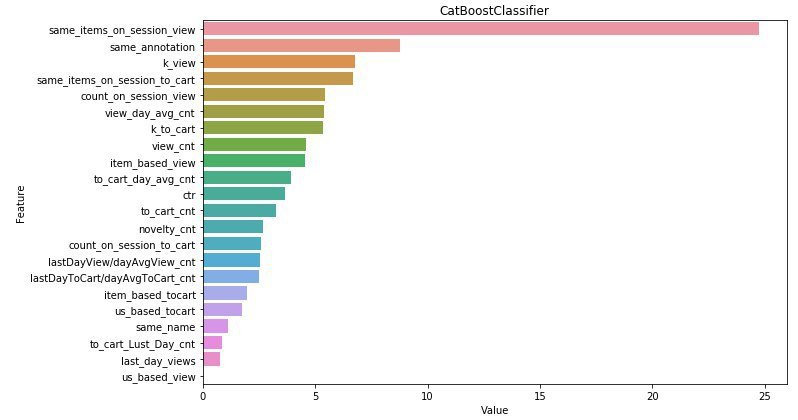 CatBoostClassifier
same_items_on_session_view
same_annotation
k_view
same_items_on_session_to_cart
count_on_session_view
view_day_avg_cnt
k_to_cart
view_cnt
item_based_view
to_cart_day_avg_cnt
ctr
to_cart_cnt
novelty_cnt
count_on_session_to_cart
lastDayView/dayAvgView_cnt
lastDayToCart/dayAvgToCart_cnt
item_based_tocart
us_based_tocart
same_name
to_cart_Lust_Day_cnt
last_day_views
us_based_view
Feature
0 5 10 15 20 25
Value